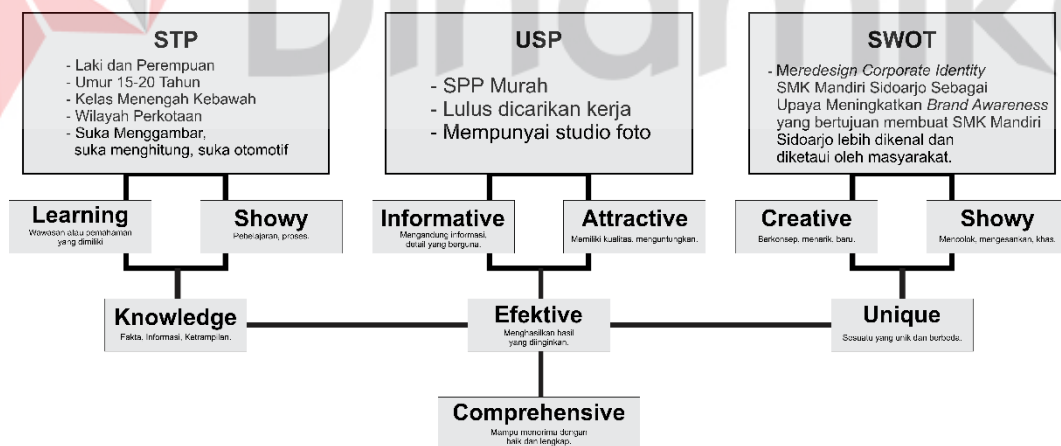 Dinamika
STP
- Laki dan Perempuan
- Umur 15-20 Tahun
- Kelas Menengah Kebawah
- Wilayah Perkotaan
- Suka Menggambar,
suka menghitung, suka otomotif
USP
- SPP Murah
- Lulus dicarikan kerja
- Mempunyai studio foto
SWOT
- Meredesign Corporate Identity
SMK Mandiri Sidoarjo Sebagai
Upaya Meningkatkan Brand Awareness
yang bertujuan membuat SMK Mandiri
Sidoarjo lebih dikenal dan
diketaui oleh masyarakat.
Learning
Wawasan atau pemahaman
yang dimiliki
Showy
Pebelajaran, proses.
Informative
Mengandung informasi,
detail yang berguna.
Attractive
Memiliki kualitas, menguntungkan.
Creative
Berkonsep, menarik, baru.
Showy
Mencolok, mengesankan, khas.
Knowledge
Fakta, Informasi, Ketrampilan.
Efektive
Menghasilkan hasil
yang diinginkan.
Unique
Sesuatu yang unik dan berbeda.
Comprehensive
Mampu menerima dengan
baik dan lengkap.